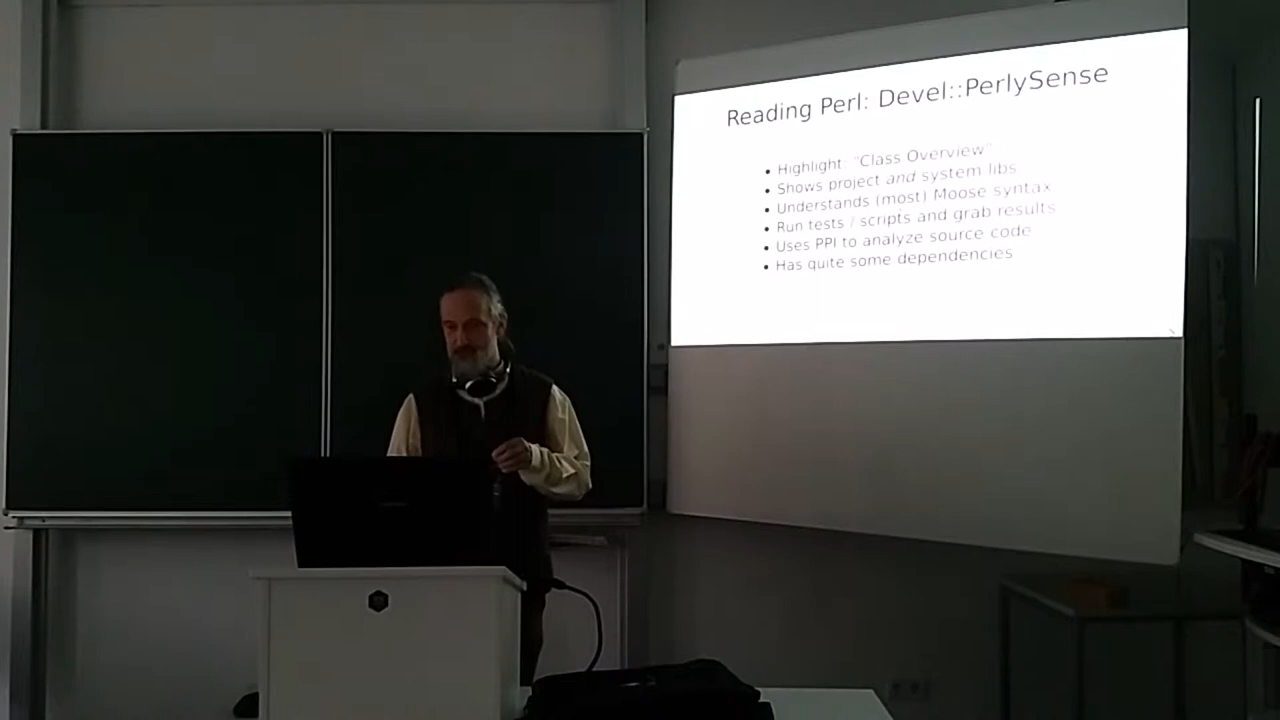 Reading Perl: Devel::PerlySense
• Highlight: "Class Overview"
• Shows project and system libs
• Understands (most) Moose syntax
• Run tests / scripts and grab results
• Uses PPI to analyze source code
• Has quite some dependencies